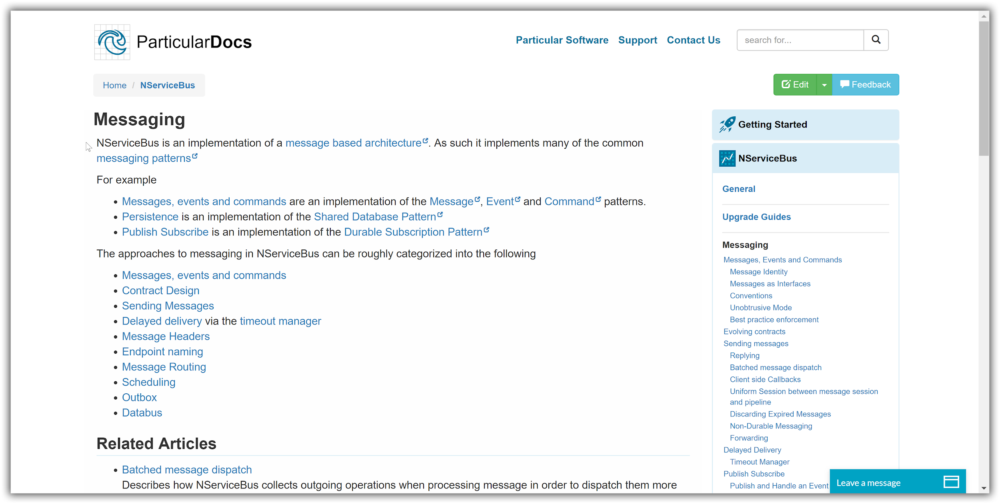 ParticularDocs
Particular Software Support Contact Us
search for...
Home / NServiceBus
Edit Feedback
Messaging
NServiceBus is an implementation of a message based architecture. As such it implements many of the common
messaging patterns
For example
• Messages, events and commands are an implementation of the Message, Event and Command patterns.
• Persistence is an implementation of the Shared Database Pattern
• Publish Subscribe is an implementation of the Durable Subscription Pattern
The approaches to messaging in NServiceBus can be roughly categorized into the following
• Messages, events and commands
• Contract Design
• Sending Messages
• Delayed delivery via the timeout manager
• Message Headers
• Endpoint naming
• Message Routing
• Scheduling
• Outbox
• Databus
Related Articles
• Batched message dispatch
Describes how NServiceBus collects outgoing operations when processing message in order to dispatch them more
Getting Started
NServiceBus
General
Upgrade Guides
Messaging
Messages, Events and Commands
Message Identity
Messages as Interfaces
Conventions
Unobtrusive Mode
Best practice enforcement
Evolving contracts
Sending messages
Replying
Batched message dispatch
Client side Callbacks
Uniform Session between message session
and pipeline
Discarding Expired Messages
Non-Durable Messaging
Forwarding
Delayed Delivery
Timeout Manager
Publish Subscribe
Publish and Handle an Event
Leave a message